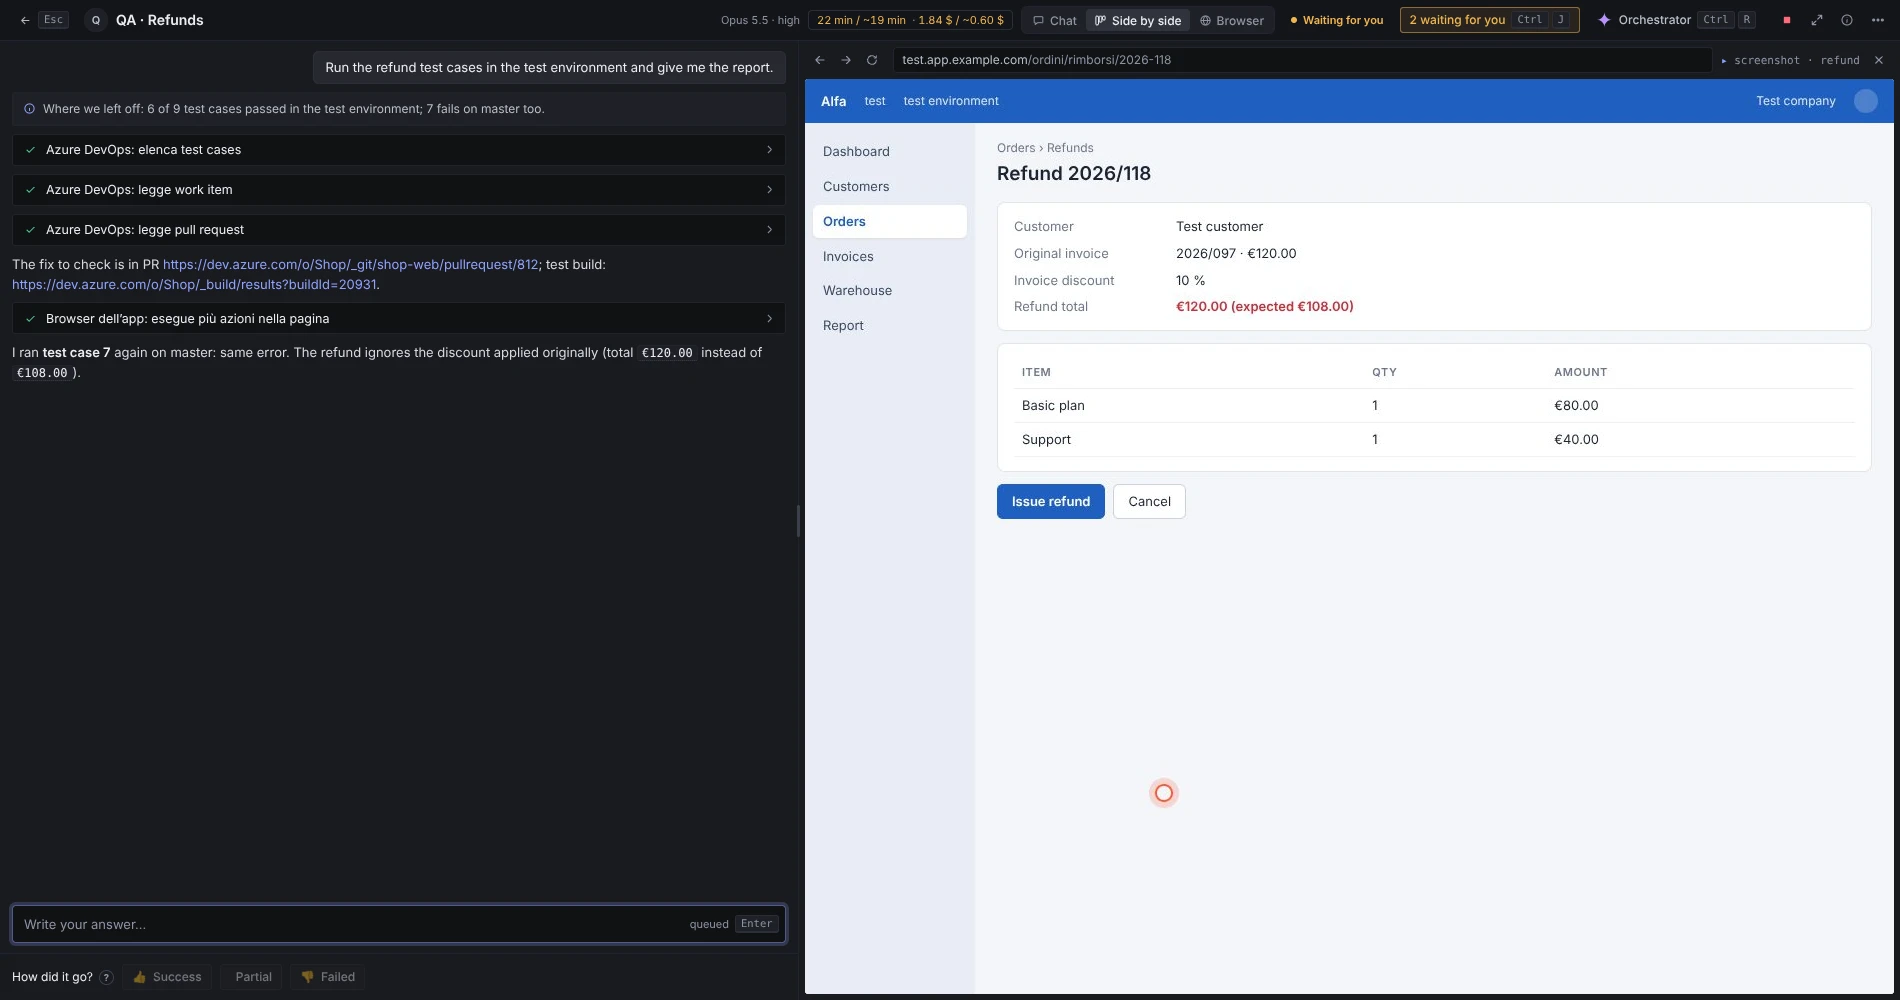 Esc Q QA · Refunds Opus 5.5 · high 22 min / ~19 min · 1.84 $ / ~0.60 $ Chat Side by side Browser Waiting for you 2 waiting for you Ctrl J Orchestrator Ctrl R
Run the refund test cases in the test environment and give me the report.
Where we left off: 6 of 9 test cases passed in the test environment; 7 fails on master too.
Azure DevOps: elenca test cases
Azure DevOps: legge work item
Azure DevOps: legge pull request
The fix to check is in PR https://dev.azure.com/o/Shop/_git/shop-web/pullrequest/812; test build:
https://dev.azure.com/o/Shop/_build/results?buildId=20931.
Browser dell'app: esegue più azioni nella pagina
I ran test case 7 again on master: same error. The refund ignores the discount applied originally (total €120.00 instead of
€108.00 ).
Write your answer... queued Enter
How did it go? ? Success Partial Failed
test.app.example.com/ordini/rimborsi/2026-118 screenshot · refund
Alfa test test environment Test company
Dashboard
Customers
Orders
Invoices
Warehouse
Report
Orders › Refunds
Refund 2026/118
Customer Test customer
Original invoice 2026/097 · €120.00
Invoice discount 10 %
Refund total €120.00 (expected €108.00)
ITEM QTY AMOUNT
Basic plan 1 €80.00
Support 1 €40.00
Issue refund Cancel